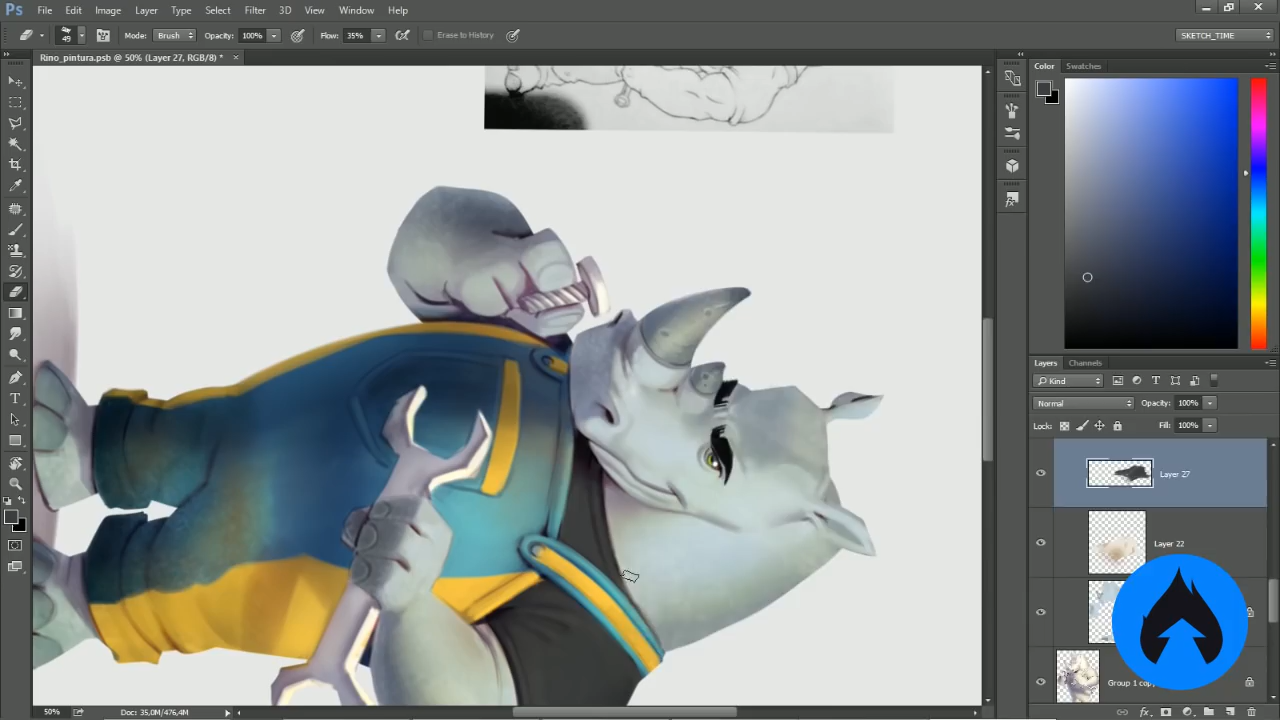 Ps File Edit Image Layer Type Select Filter 3D View Window Help
49 Mode: Brush Opacity: 100% Flow: 35% Erase to History SKETCH_TIME
Rino_pintura.psb @ 50% (Layer 27, RGB/8) * ×
Color Swatches
Layers Channels
Kind
Normal Opacity: 100%
Lock: Fill: 100%
Layer 27
Layer 22
Group 1
50% Doc: 35,0M/476,4M
fx